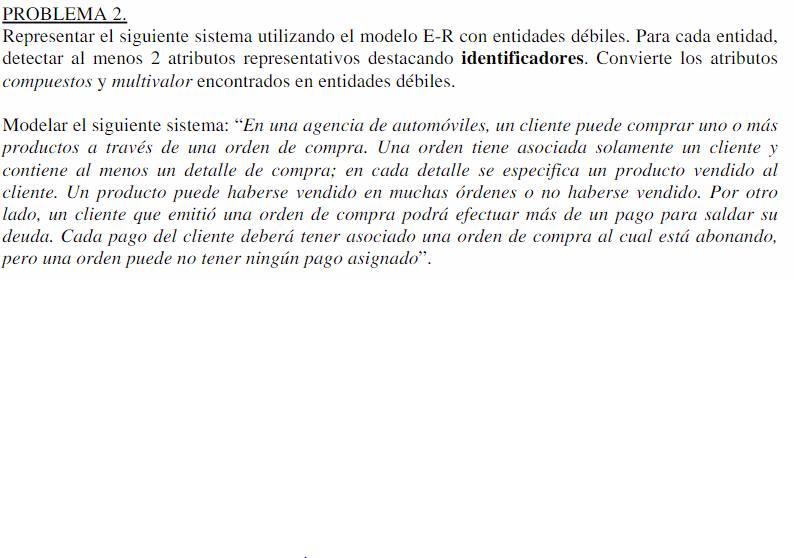 PROBLEMA 2.
Representar el siguiente sistema utilizando el modelo E-R con entidades débiles. Para cada entidad,
detectar al menos 2 atributos representativos destacando identificadores. Convierte los atributos
compuestos y multivalor encontrados en entidades débiles.
Modelar el siguiente sistema: “En una agencia de automóviles, un cliente puede comprar uno o más
productos a través de una orden de compra. Una orden tiene asociada solamente un cliente y
contiene al menos un detalle de compra; en cada detalle se especifica un producto vendido al
cliente. Un producto puede haberse vendido en muchas órdenes o no haberse vendido. Por otro
lado, un cliente que emitió una orden de compra podrá efectuar más de un pago para saldar su
deuda. Cada pago del cliente deberá tener asociado una orden de compra al cual está abonando,
pero una orden puede no tener ningún pago asignado”.